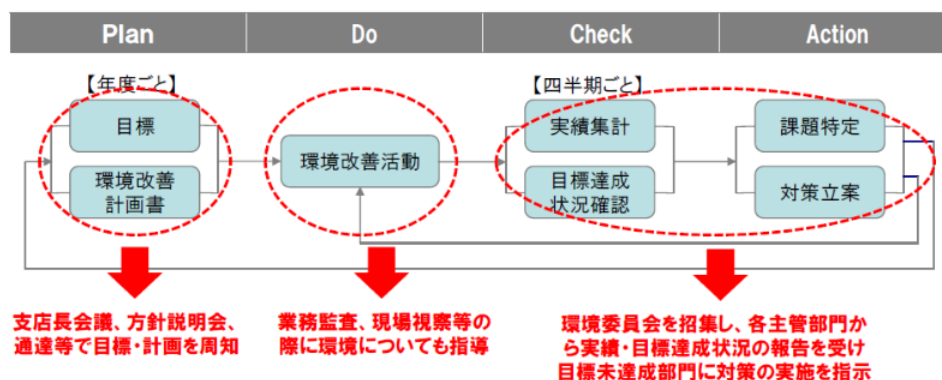 Plan
Do
Check
Action
【年度ごと】
目標
環境改善
計画書
環境改善活動
【四半期ごと】
実績集計
目標達成
状況確認
課題特定
対策立案
支店長会議、方針説明会、
通達等で目標・計画を周知
業務監査、現場視察等の
際に環境についても指導
環境委員会を招集し、各主管部門か
ら実績・目標達成状況の報告を受け
目標未達成部門に対策の実施を指示